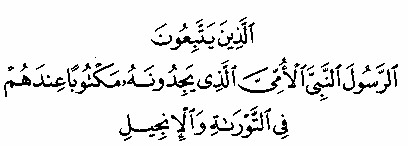 ٱلَّذِينَ يَتَّبِعُونَ
ٱلرَّسُولَ ٱلنَّبِىَّ ٱلْأُمِّىَّ ٱلَّذِى يَجِدُونَهُۥ مَكْتُوبًا عِندَهُمْ
فِى ٱلتَّوْرَىٰةِ وَٱلْإِنجِيلِ